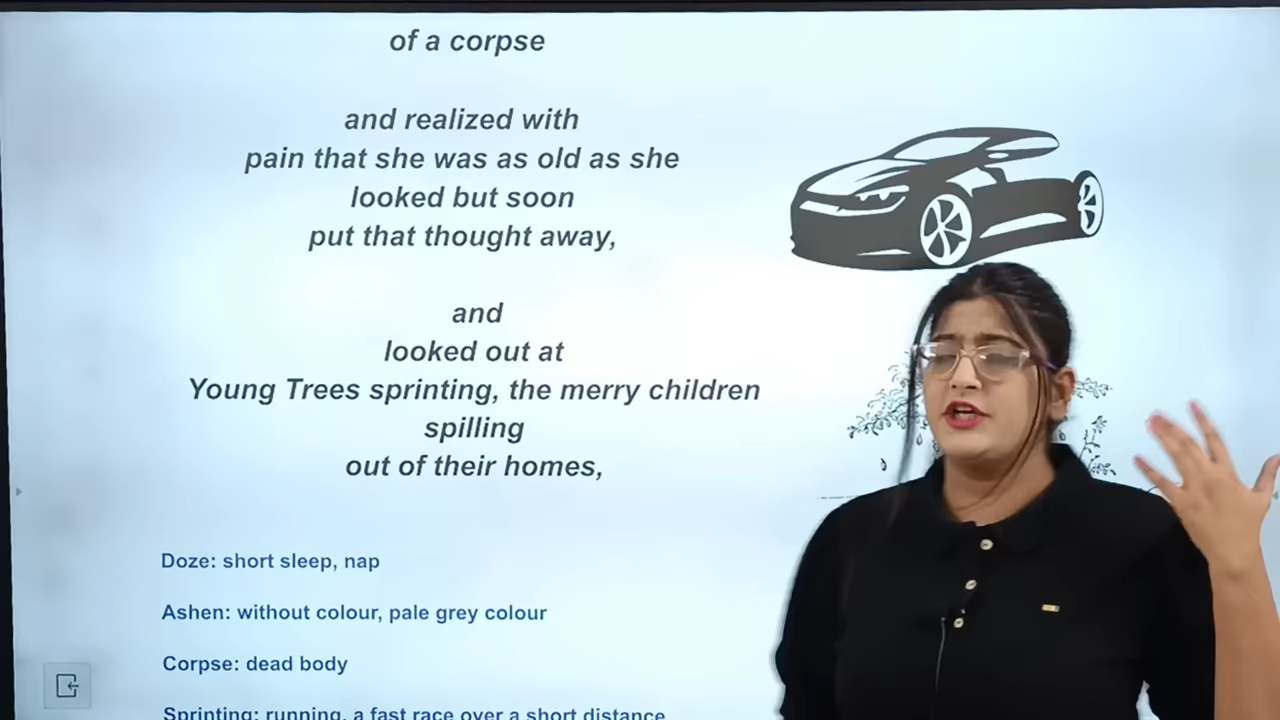 of a corpse
and realized with
pain that she was as old as she
looked but soon
put that thought away,
and
looked out at
Young Trees sprinting, the merry children
spilling
out of their homes,
Doze: short sleep, nap
Ashen: without colour, pale grey colour
Corpse: dead body
Sprinting: running, a fast race over a short distance